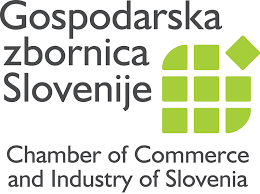 Gospodarska
zbornica
Slovenije
Chamber of Commerce
and Industry of Slovenia